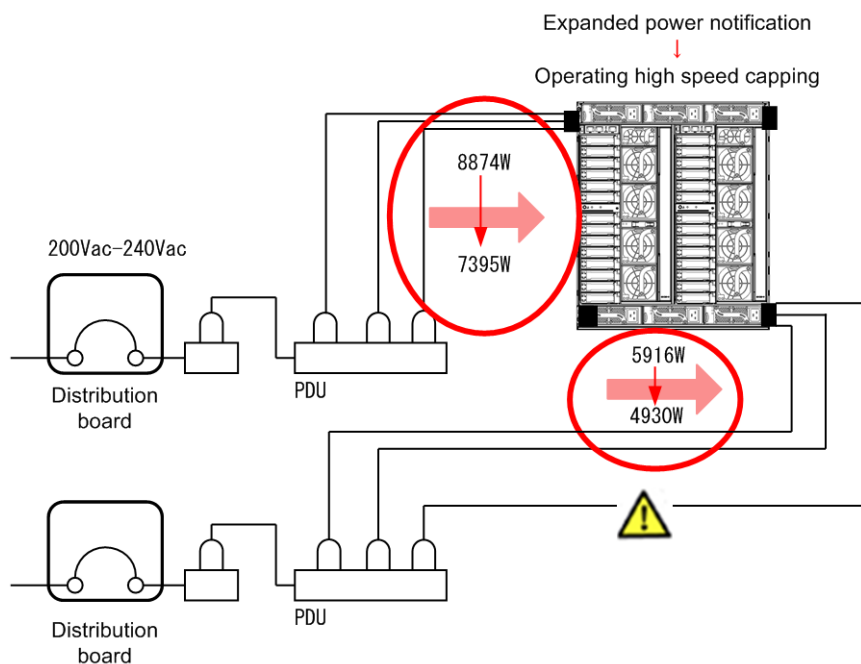 Expanded power notification
↓
Operating high speed capping
8874W
7395W
200Vac-240Vac
Distribution
board
PDU
5916W
4930W
Distribution
board
PDU